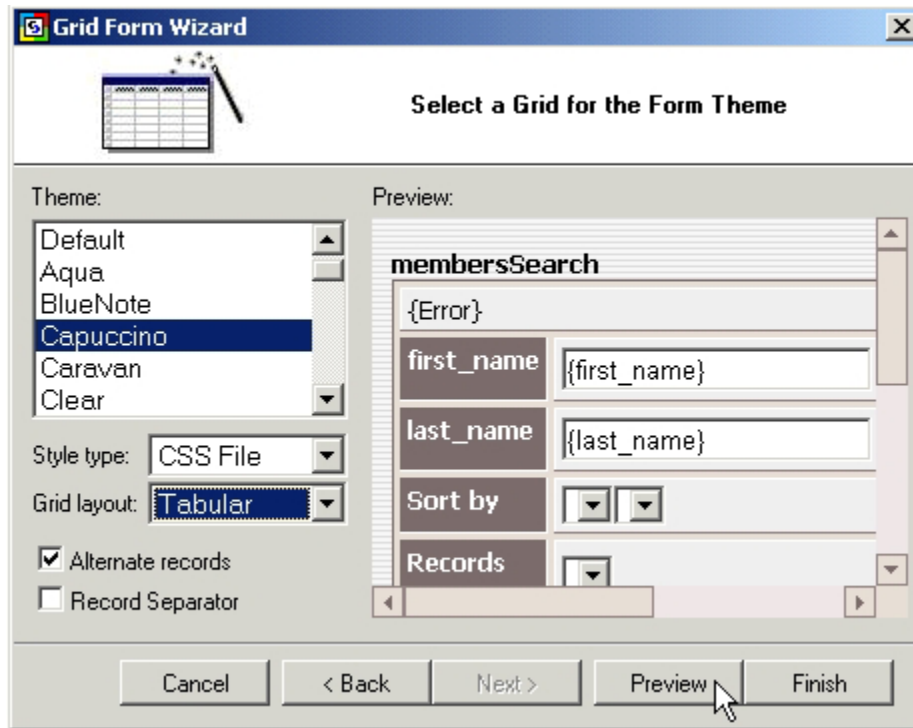 Grid Form Wizard
Select a Grid for the Form Theme
Theme:
Default
Aqua
BlueNote
Capuccino
Caravan
Clear
Style type: CSS File
Grid layout: Tabular
Alternate records
Record Separator
Preview:
membersSearch
{Error}
first_name {first_name}
last_name {last_name}
Sort by
Records
Cancel < Back Next > Preview Finish